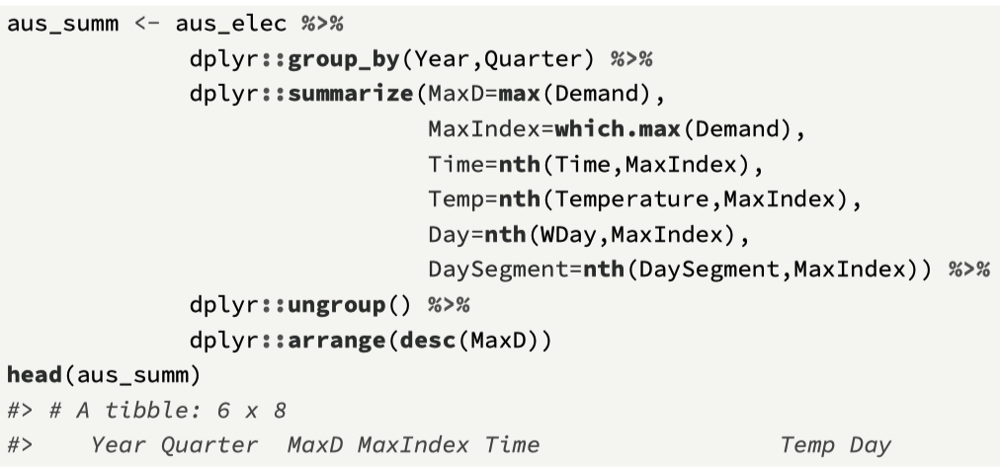 aus_summ <- aus_elec %>%
dplyr::group_by(Year,Quarter) %>%
dplyr::summarize(MaxD=max(Demand),
MaxIndex=which.max(Demand),
Time=nth(Time,MaxIndex),
Temp=nth(Temperature,MaxIndex),
Day=nth(WDay,MaxIndex),
DaySegment=nth(DaySegment,MaxIndex)) %>%
dplyr::ungroup() %>%
dplyr::arrange(desc(MaxD))
head(aus_summ)
#> # A tibble: 6 x 8
#> Year Quarter MaxD MaxIndex Time Temp Day